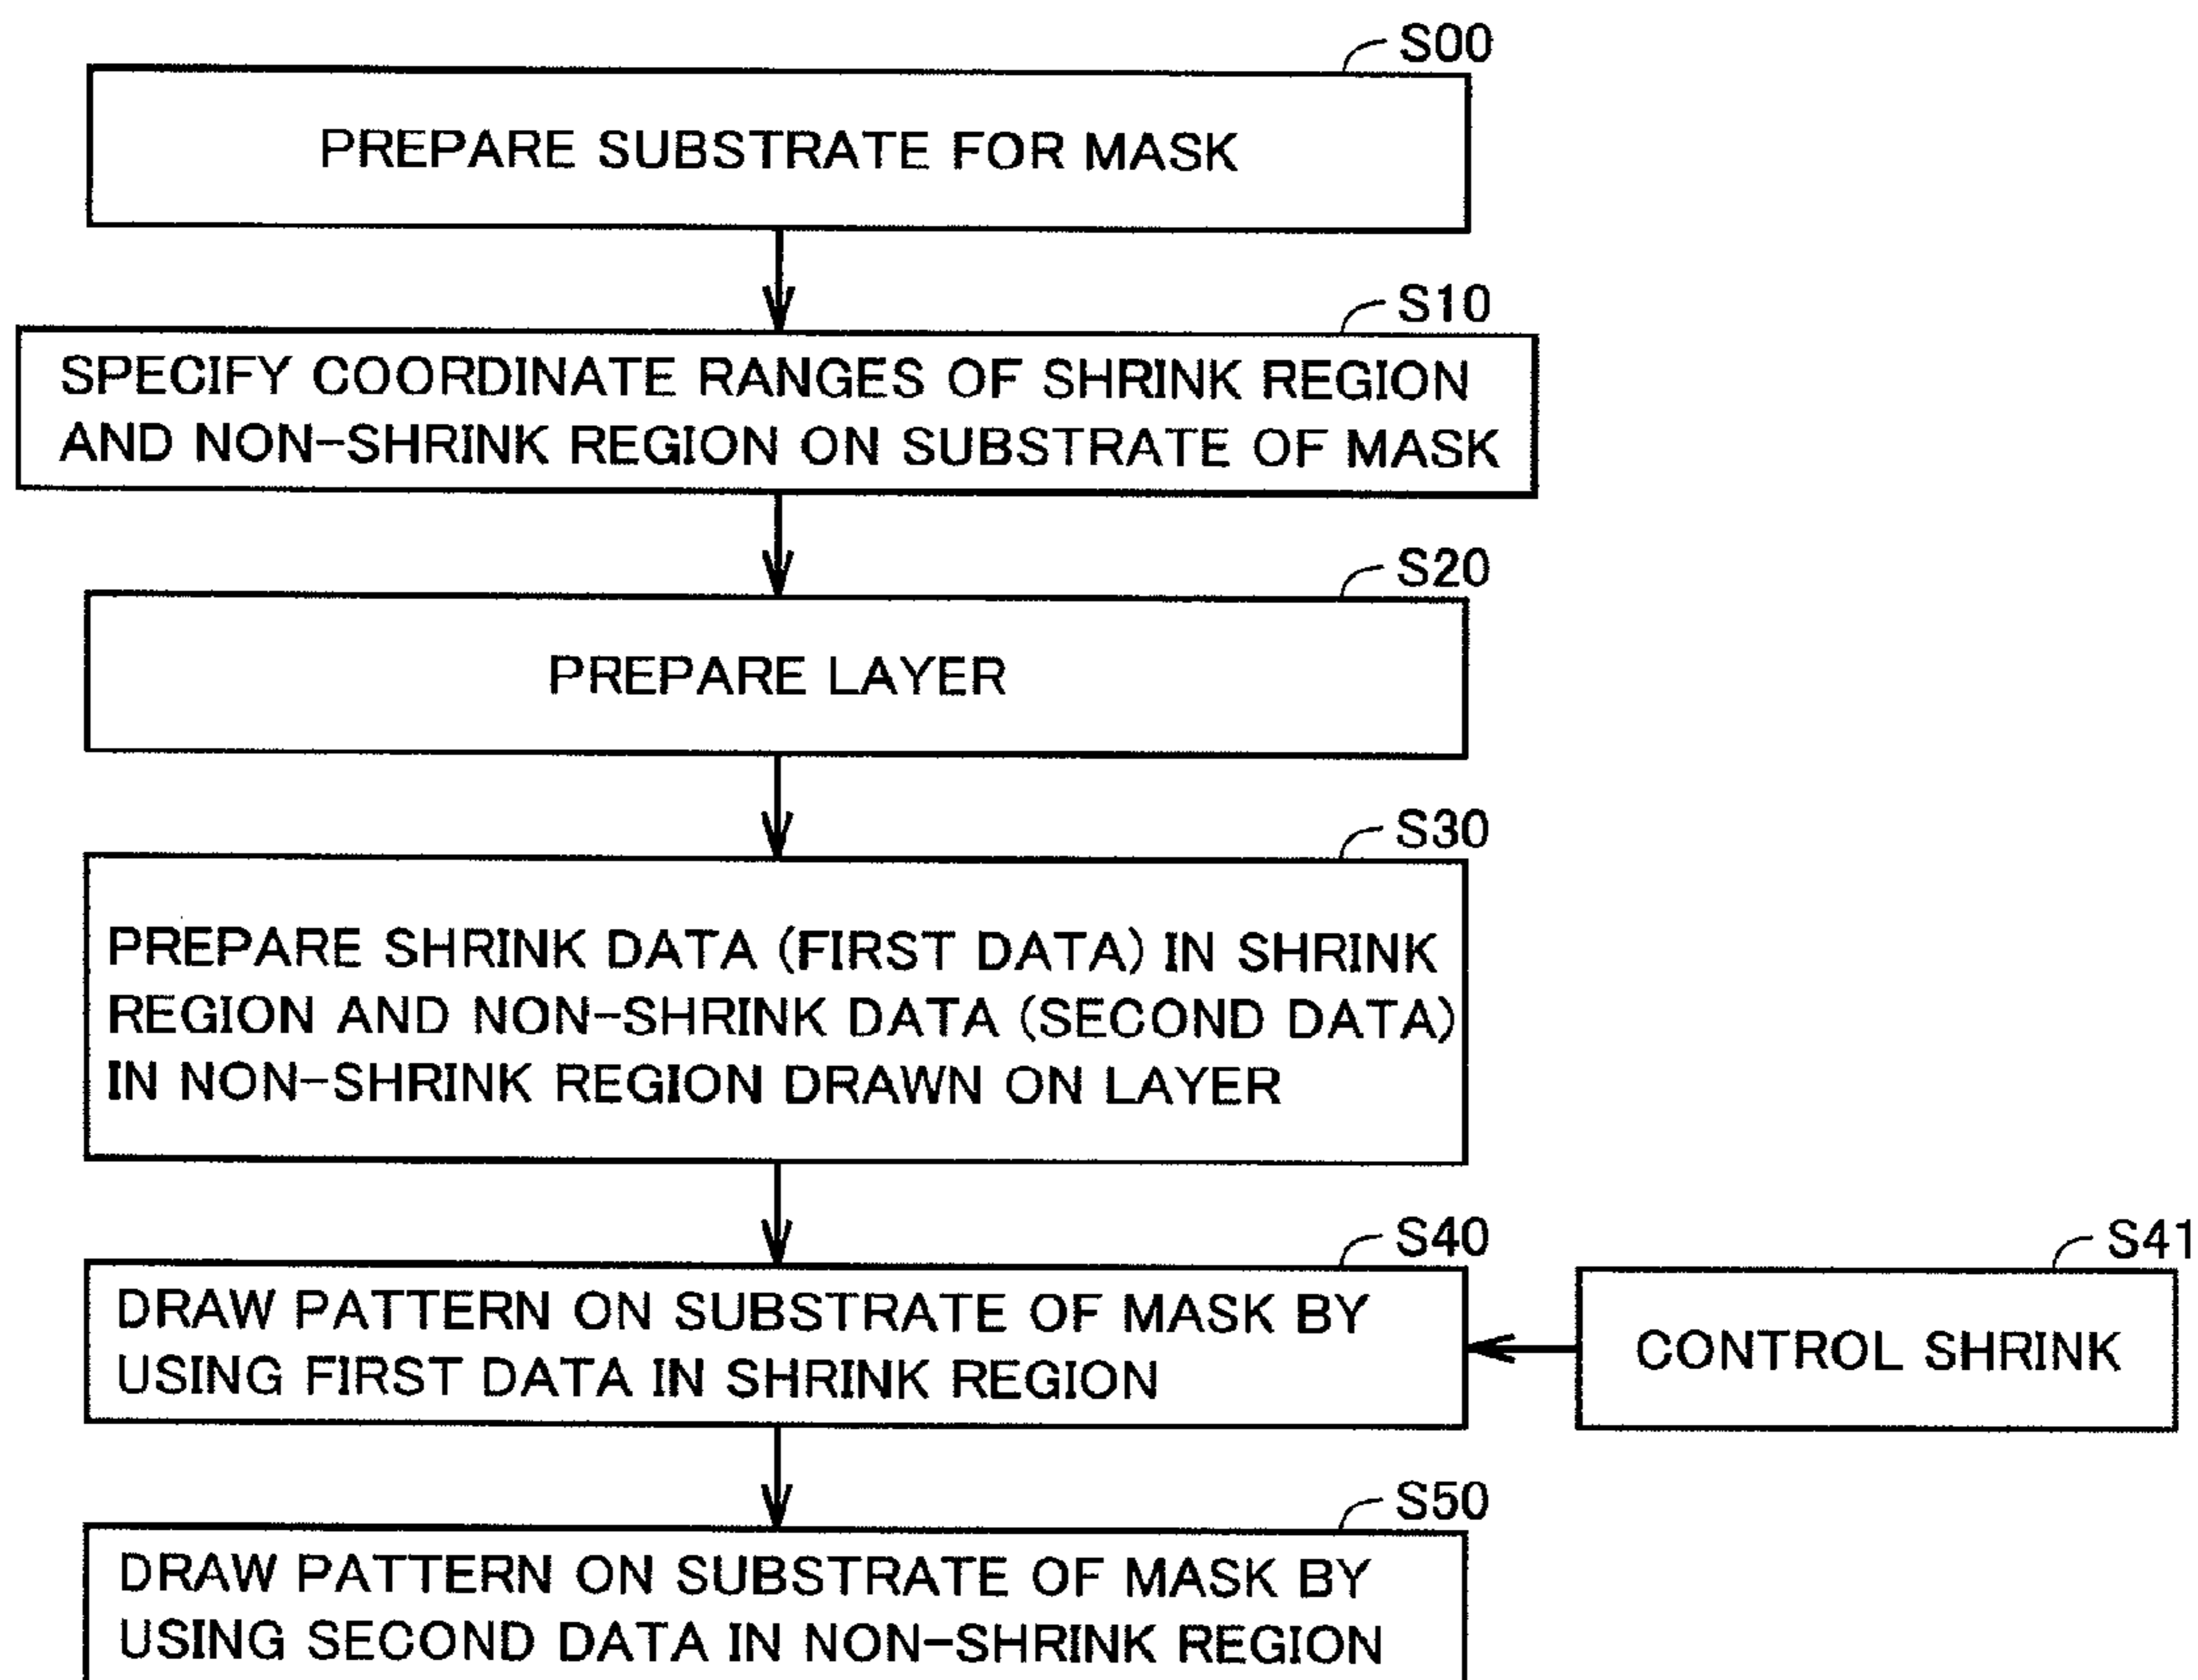 S00
PREPARE SUBSTRATE FOR MASK
S10
SPECIFY COORDINATE RANGES OF SHRINK REGION
AND NON-SHRINK REGION ON SUBSTRATE OF MASK
S20
PREPARE LAYER
S30
PREPARE SHRINK DATA (FIRST DATA) IN SHRINK
REGION AND NON-SHRINK DATA (SECOND DATA)
IN NON-SHRINK REGION DRAWN ON LAYER
S40
DRAW PATTERN ON SUBSTRATE OF MASK BY
USING FIRST DATA IN SHRINK REGION
S41
CONTROL SHRINK
S50
DRAW PATTERN ON SUBSTRATE OF MASK BY
USING SECOND DATA IN NON-SHRINK REGION